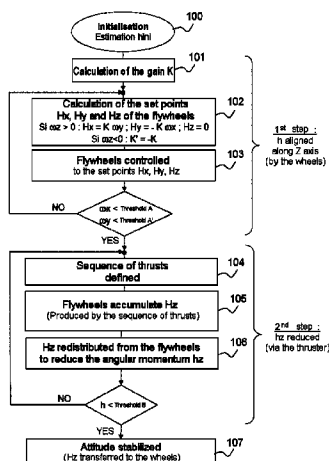 100
Initialisation
Estimation hini
101
Calculation of the gain K
102
Calculation of the set points
Hx, Hy and Hz of the flywheels
Si ωz > 0 : Hx = K ωy ; Hy = - K ωx ; Hz = 0
Si ωz<0 : K' = -K
103
Flywheels controlled
to the set points Hx, Hy, Hz
1st step :
h aligned
along Z axis
(by the wheels)
NO
ωx < Threshold A
ωy < Threshold A'
YES
104
Sequence of thrusts
defined
105
Flywheels accumulate Hz
(Produced by the sequence of thrusts)
106
Hz redistributed from the flywheels
to reduce the angular momentum hz
2nd step :
hz reduced
(via the thruster)
NO
h < Threshold B
YES
107
Attitude stabilized
(Hz transferred to the wheels)